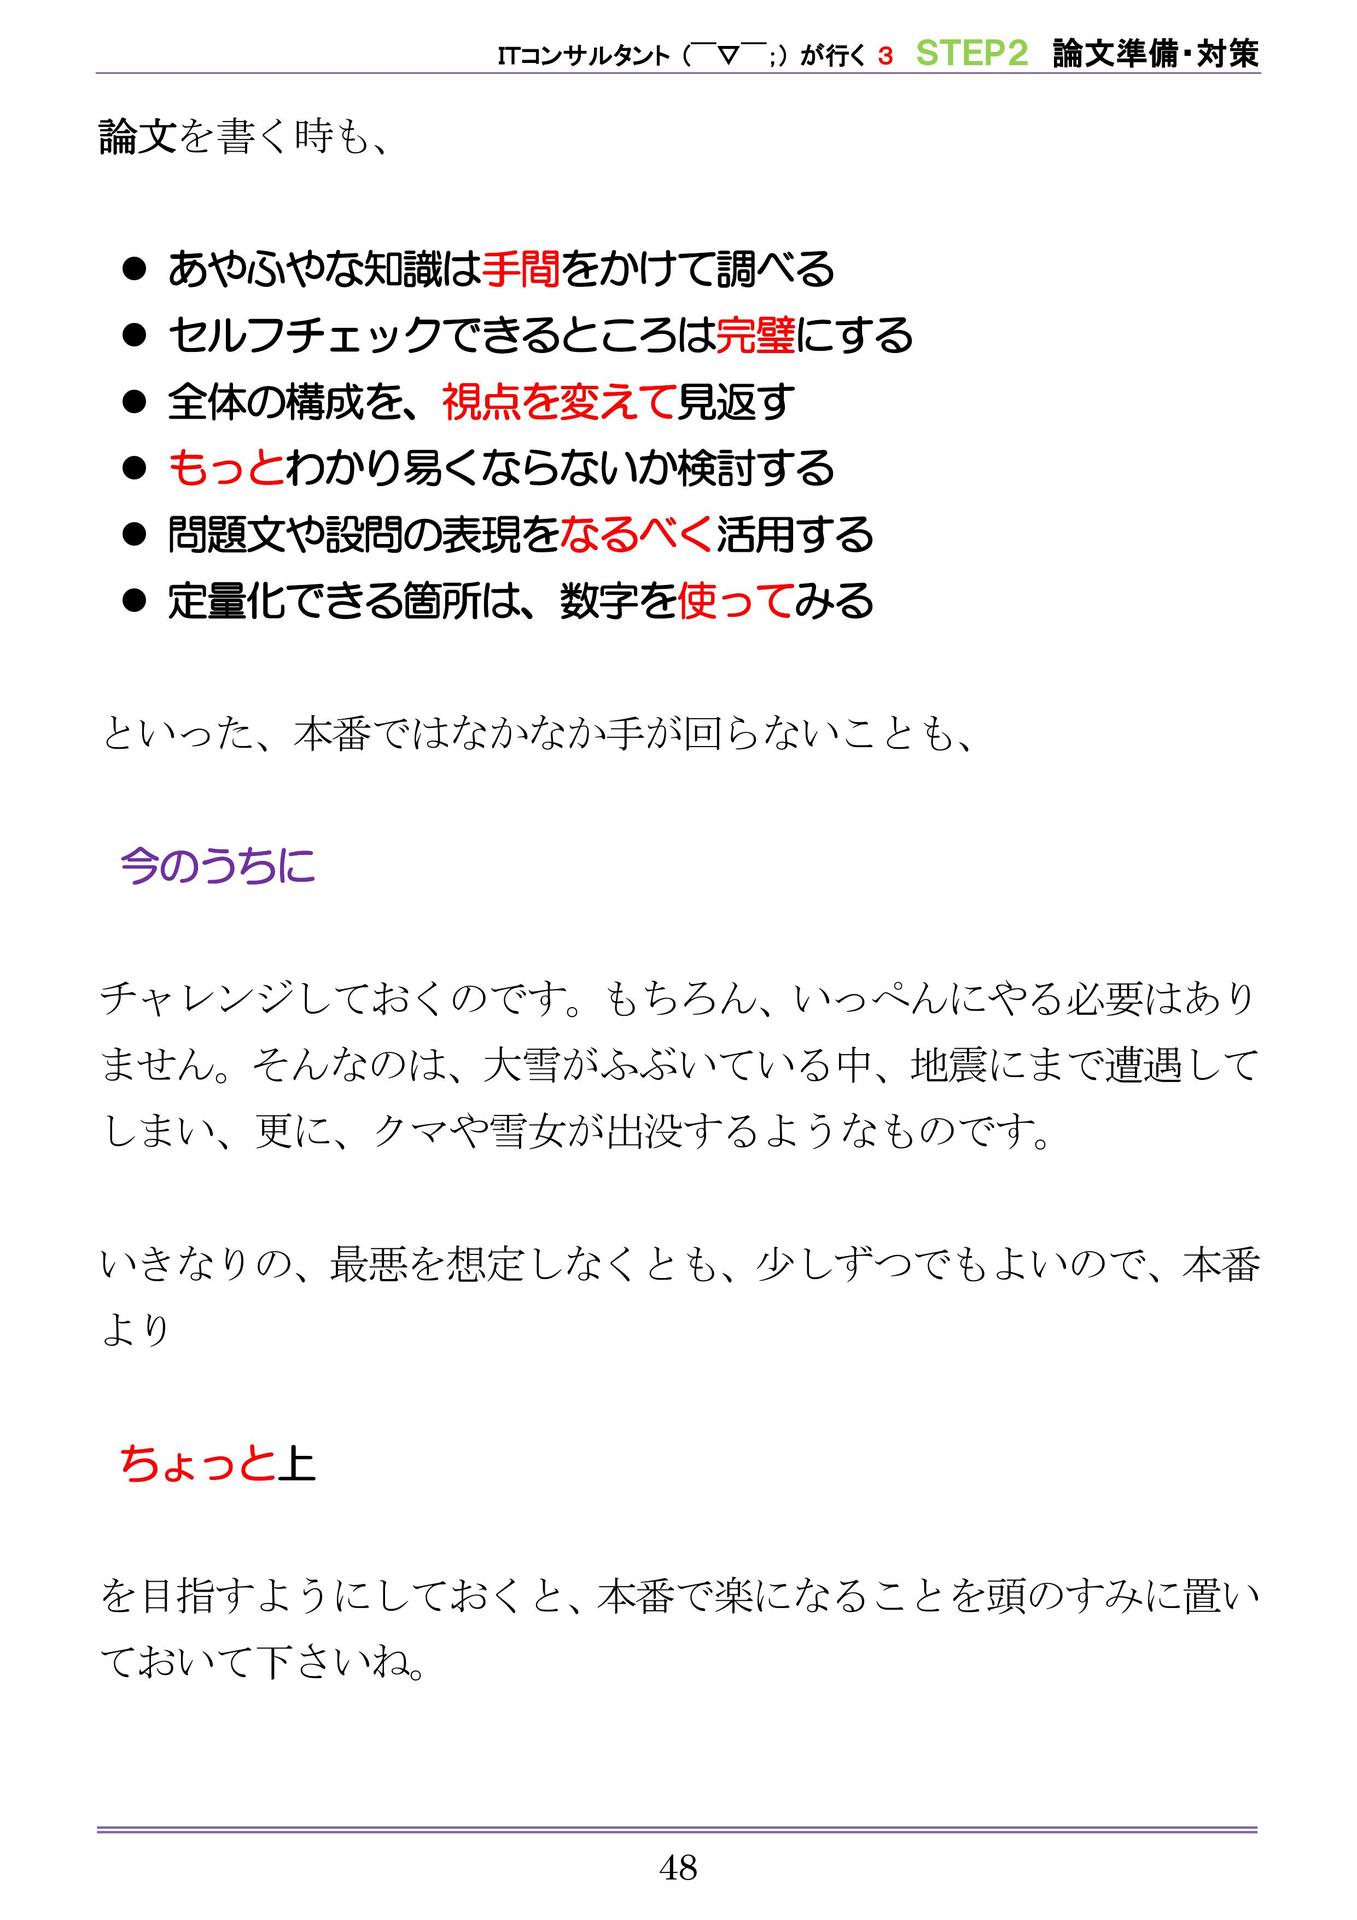 ITコンサルタント（￣▽￣;）が行く 3 STEP2 論文準備・対策
論文を書く時も、
● あやふやな知識は手間をかけて調べる
● セルフチェックできるところは完璧にする
● 全体の構成を、視点を変えて見返す
● もっとわかり易くならないか検討する
● 問題文や設問の表現をなるべく活用する
● 定量化できる箇所は、数字を使ってみる
といった、本番ではなかなか手が回らないことも、
今のうちに
チャレンジしておくのです。もちろん、いっぺんにやる必要はあり
ません。そんなのは、大雪がふぶいている中、地震にまで遭遇して
しまい、更に、クマや雪女が出没するようなものです。
いきなりの、最悪を想定しなくとも、少しずつでもよいので、本番
より
ちょっと上
を目指すようにしておくと、本番で楽になることを頭のすみに置い
ておいて下さいね。
48